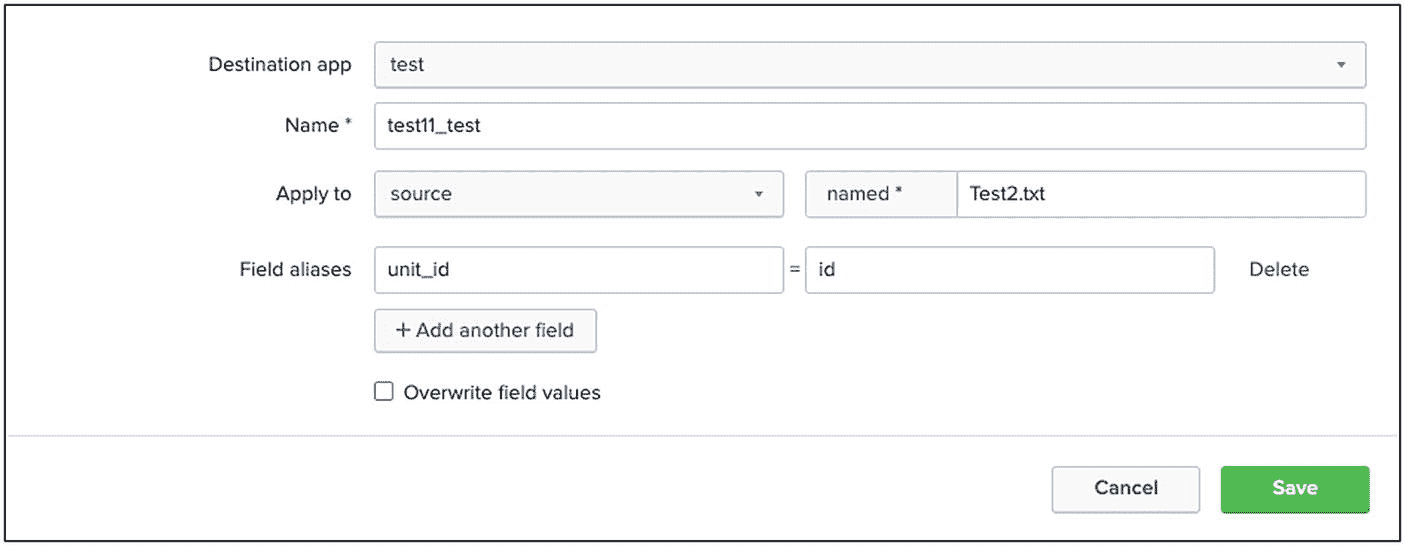 Destination app test
Name * test11_test
Apply to source named * Test2.txt
Field aliases unit_id = id Delete
+ Add another field
Overwrite field values
Cancel Save